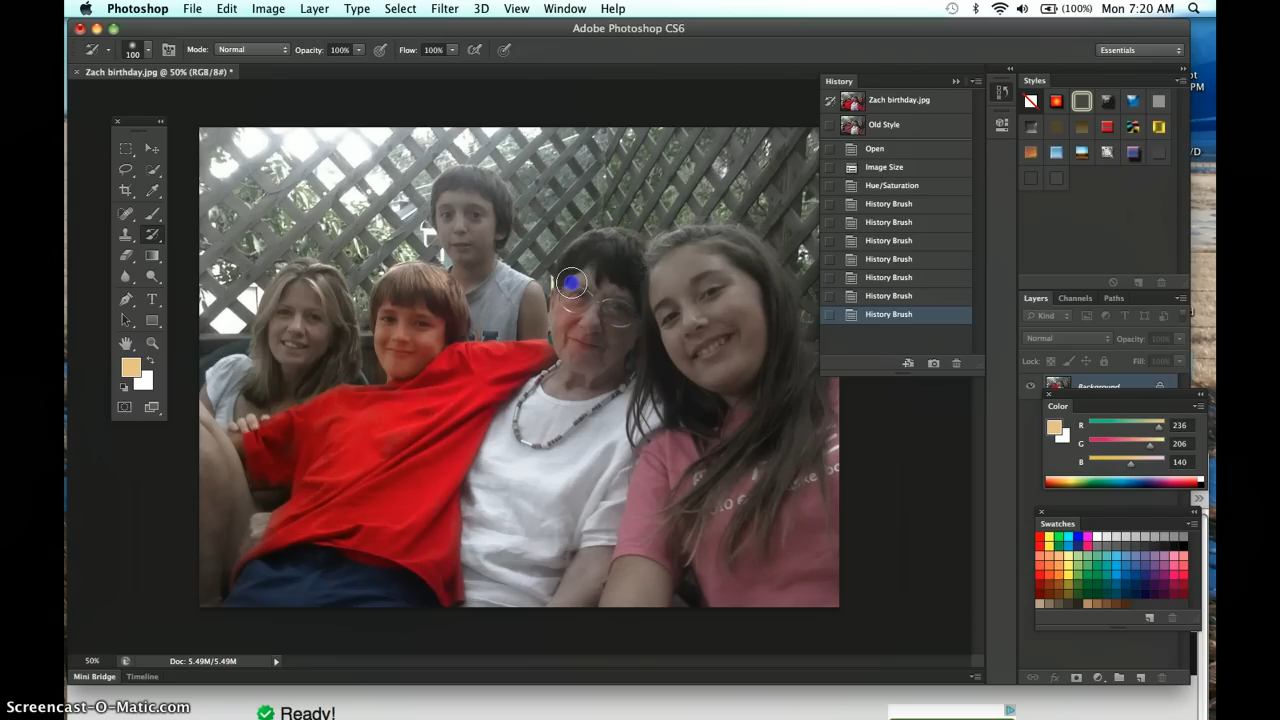 Photoshop File Edit Image Layer Type Select Filter 3D View Window Help (100%) Mon 7:20 AM
Adobe Photoshop CS6
100 Mode: Normal Opacity: 100% Flow: 100% Essentials
× Zach birthday.jpg @ 50% (RGB/8#) *
History
Zach birthday.jpg
Old Style
Open
Image Size
Hue/Saturation
History Brush
History Brush
History Brush
History Brush
History Brush
History Brush
History Brush
Styles
Layers Channels Paths
Kind
Normal Opacity: 100%
Lock: Fill: 100%
Background
Color
R 236
G 206
B 140
Swatches
50% Doc: 5.49M/5.49M
Mini Bridge Timeline
Screencast-O-Matic.com
Ready!